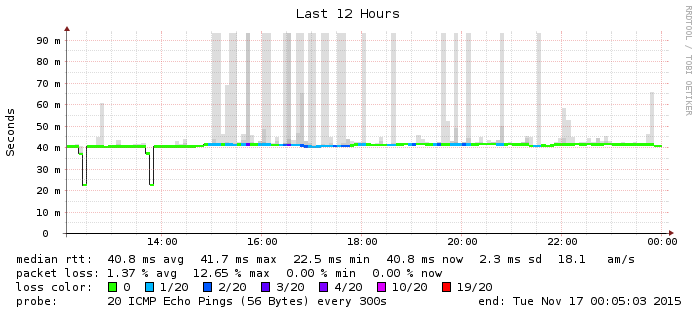 Last 12 Hours
RRDTOOL / TOBI OETIKER
Seconds
90 m
80 m
70 m
60 m
50 m
40 m
30 m
20 m
10 m
0
14:00 16:00 18:00 20:00 22:00 00:00
median rtt: 40.8 ms avg 41.7 ms max 22.5 ms min 40.8 ms now 2.3 ms sd 18.1 am/s
packet loss: 1.37 % avg 12.65 % max 0.00 % min 0.00 % now
loss color: 0 1/20 2/20 3/20 4/20 10/20 19/20
probe: 20 ICMP Echo Pings (56 Bytes) every 300s end: Tue Nov 17 00:05:03 2015